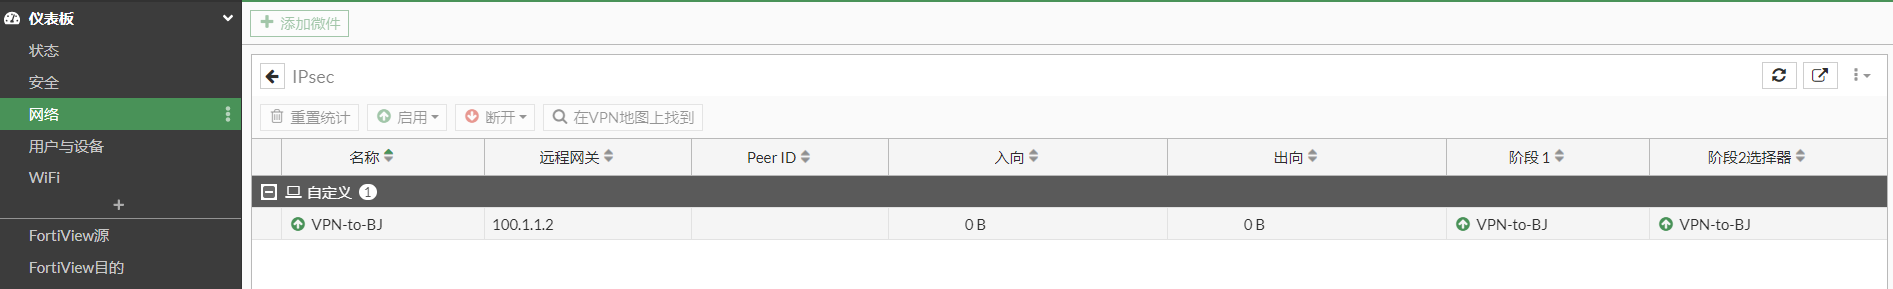 仪表板
状态
安全
网络
用户与设备
WiFi
FortiView源
FortiView目的
添加微件
IPsec
重置统计 启用 断开 在VPN地图上找到
名称 远程网关 Peer ID 入向 出向 阶段 1 阶段2选择器
自定义 1
VPN-to-BJ 100.1.1.2 0 B 0 B VPN-to-BJ VPN-to-BJ